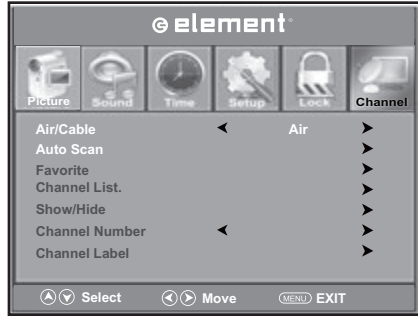 element
Picture Sound Time Setup Lock Channel
Air/Cable Air
Auto Scan
Favorite
Channel List.
Show/Hide
Channel Number
Channel Label
Select Move MENU EXIT